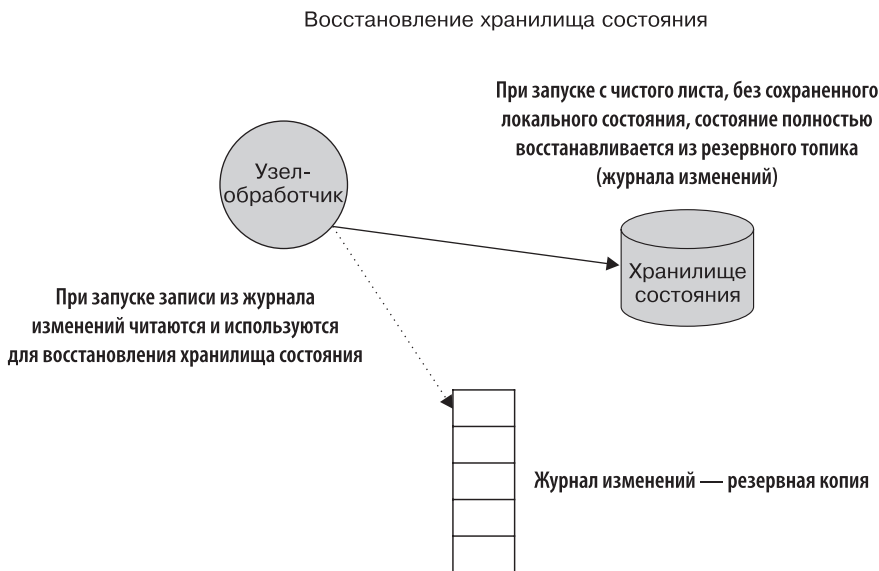 Восстановление хранилища состояния
При запуске с чистого листа, без сохраненного
локального состояния, состояние полностью
восстанавливается из резервного топика
(журнала изменений)
Узел-
обработчик
Хранилище
состояния
При запуске записи из журнала
изменений читаются и используются
для восстановления хранилища состояния
Журнал изменений — резервная копия